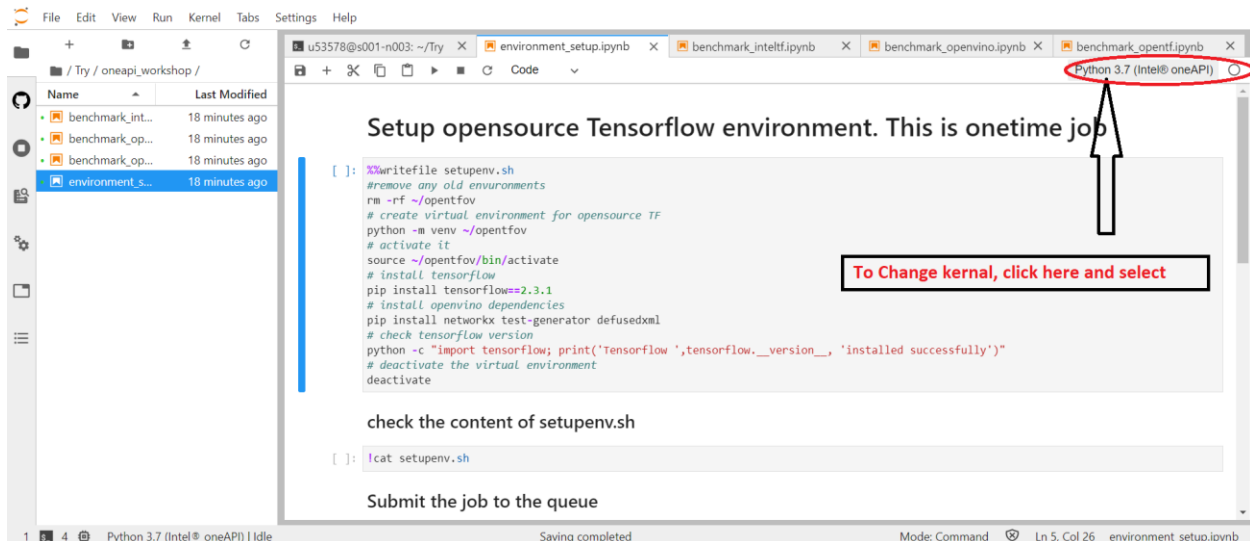 File Edit View Run Kernel Tabs Settings Help
u53578@s001-n003: ~/Try
environment_setup.ipynb
benchmark_inteltf.ipynb
benchmark_openvino.ipynb
benchmark_opentf.ipynb
/ Try / oneapi_workshop /
Code
Python 3.7 (Intel® oneAPI)
Name Last Modified
benchmark_int... 18 minutes ago
benchmark_op... 18 minutes ago
benchmark_op... 18 minutes ago
environment_s... 18 minutes ago
Setup opensource Tensorflow environment. This is onetime job
[ ]: %%writefile setupenv.sh
#remove any old envuronments
rm -rf ~/opentfov
# create virtual environment for opensource TF
python -m venv ~/opentfov
# activate it
source ~/opentfov/bin/activate
# install tensorflow
pip install tensorflow==2.3.1
# install openvino dependencies
pip install networkx test-generator defusedxml
# check tensorflow version
python -c "import tensorflow; print('Tensorflow ',tensorflow.__version__, 'installed successfully')"
# deactivate the virtual environment
deactivate
To Change kernal, click here and select
check the content of setupenv.sh
[ ]: !cat setupenv.sh
Submit the job to the queue
1 4 Python 3.7 (Intel® oneAPI) | Idle Saving completed Mode: Command Ln 5, Col 26 environment_setup.ipynb